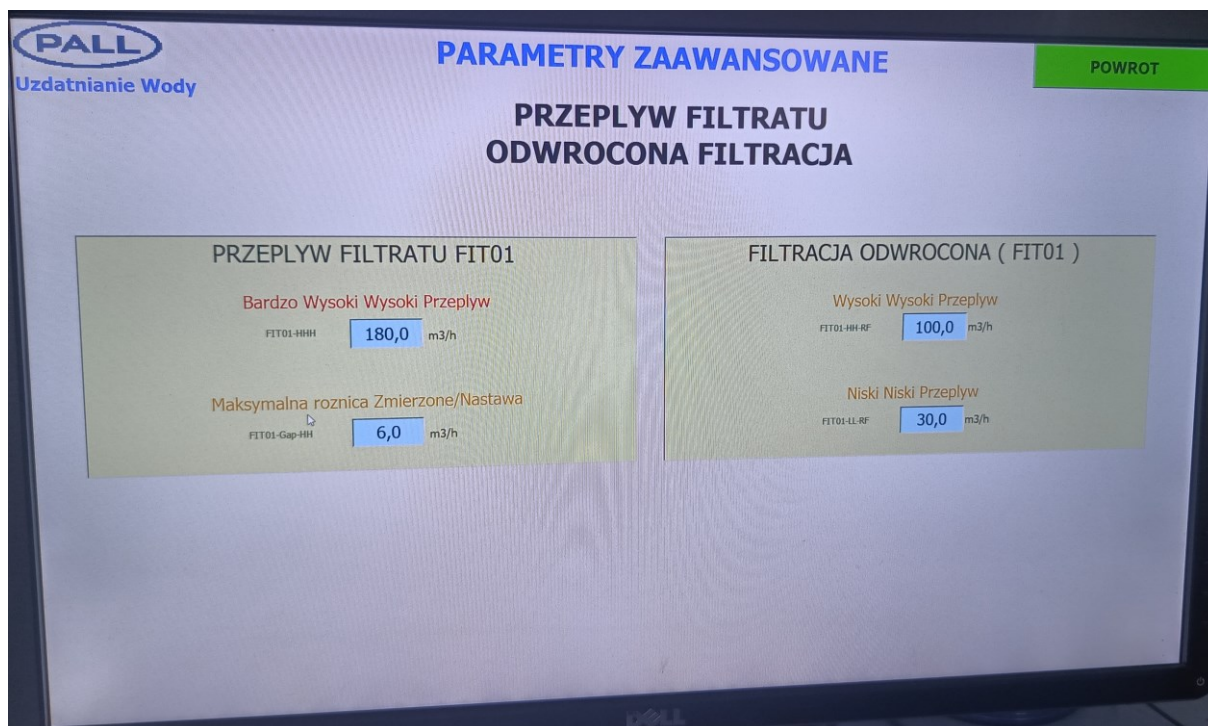 PALL
Uzdatnianie Wody
PARAMETRY ZAAWANSOWANE
POWROT
PRZEPLYW FILTRATU
ODWROCONA FILTRACJA
PRZEPLYW FILTRATU FIT01
Bardzo Wysoki Wysoki Przeplyw
FIT01-HHH 180,0 m3/h
Maksymalna roznica Zmierzone/Nastawa
FIT01-Gap-HH 6,0 m3/h
FILTRACJA ODWROCONA ( FIT01 )
Wysoki Wysoki Przeplyw
FIT01-HH-RF 100,0 m3/h
Niski Niski Przeplyw
FIT01-LL-RF 30,0 m3/h
DELL